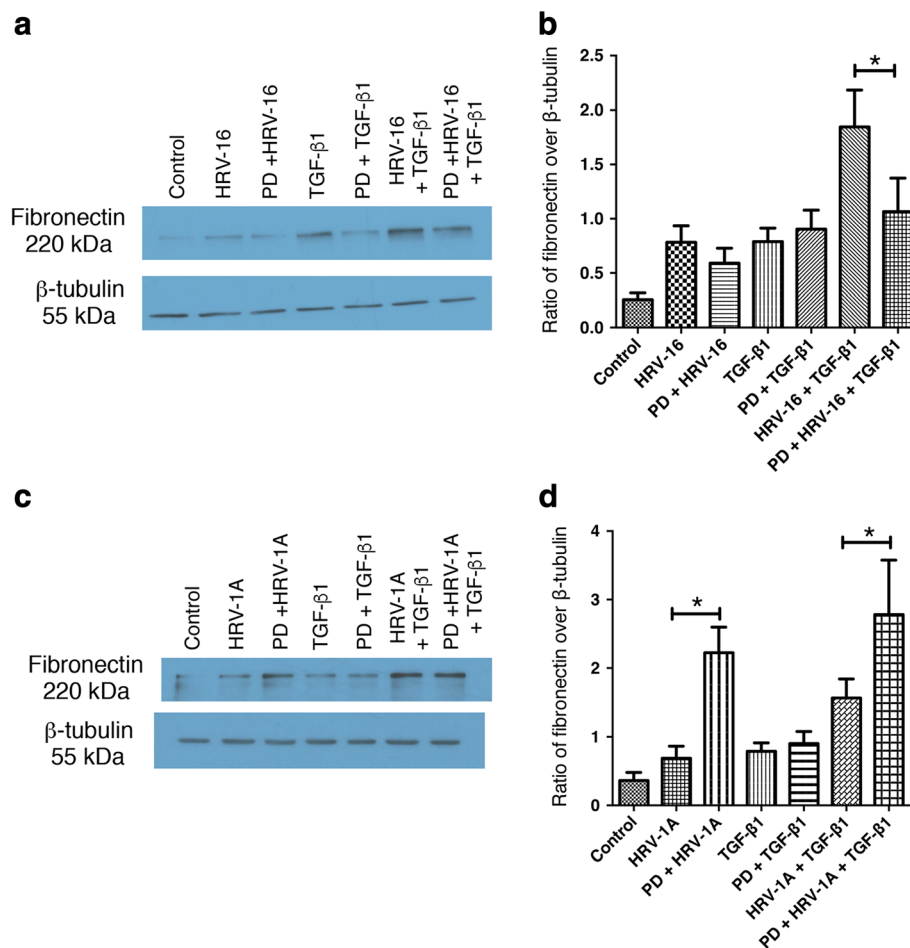 a
Control
HRV-16
PD +HRV-16
TGF-β1
PD + TGF-β1
HRV-16
+ TGF-β1
PD +HRV-16
+ TGF-β1
Fibronectin
220 kDa
β-tubulin
55 kDa
b
Ratio of fibronectin over β-tubulin
2.5
2.0
1.5
1.0
0.5
0.0
*
Control
HRV-16
PD + HRV-16
TGF-β1
PD + TGF-β1
HRV-16 + TGF-β1
PD + HRV-16 + TGF-β1
c
Control
HRV-1A
PD +HRV-1A
TGF-β1
PD + TGF-β1
HRV-1A
+ TGF-β1
PD +HRV-1A
+ TGF-β1
Fibronectin
220 kDa
β-tubulin
55 kDa
d
Ratio of fibronectin over β-tubulin
4
3
2
1
0
*
*
Control
HRV-1A
PD + HRV-1A
TGF-β1
PD + TGF-β1
HRV-1A + TGF-β1
PD + HRV-1A + TGF-β1